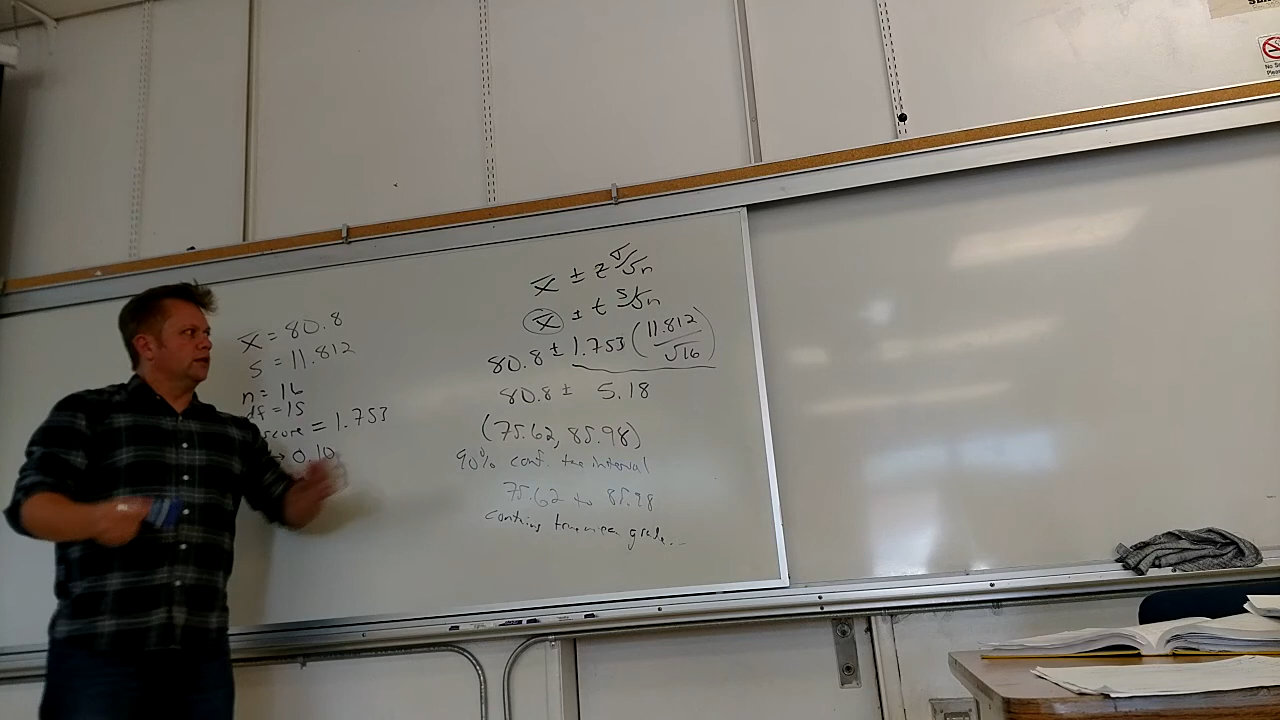 x̄ = 80.8
S = 11.812
n = 16
df = 15
score = 1.753
→ 0.10
x̄ ± z σ/√n
x̄ ± t s/√n
80.8 ± 1.753 (11.812/√16)
80.8 ± 5.18
(75.62, 85.98)
90% conf. the interval
75.62 to 85.98
contains true mean grade...
No